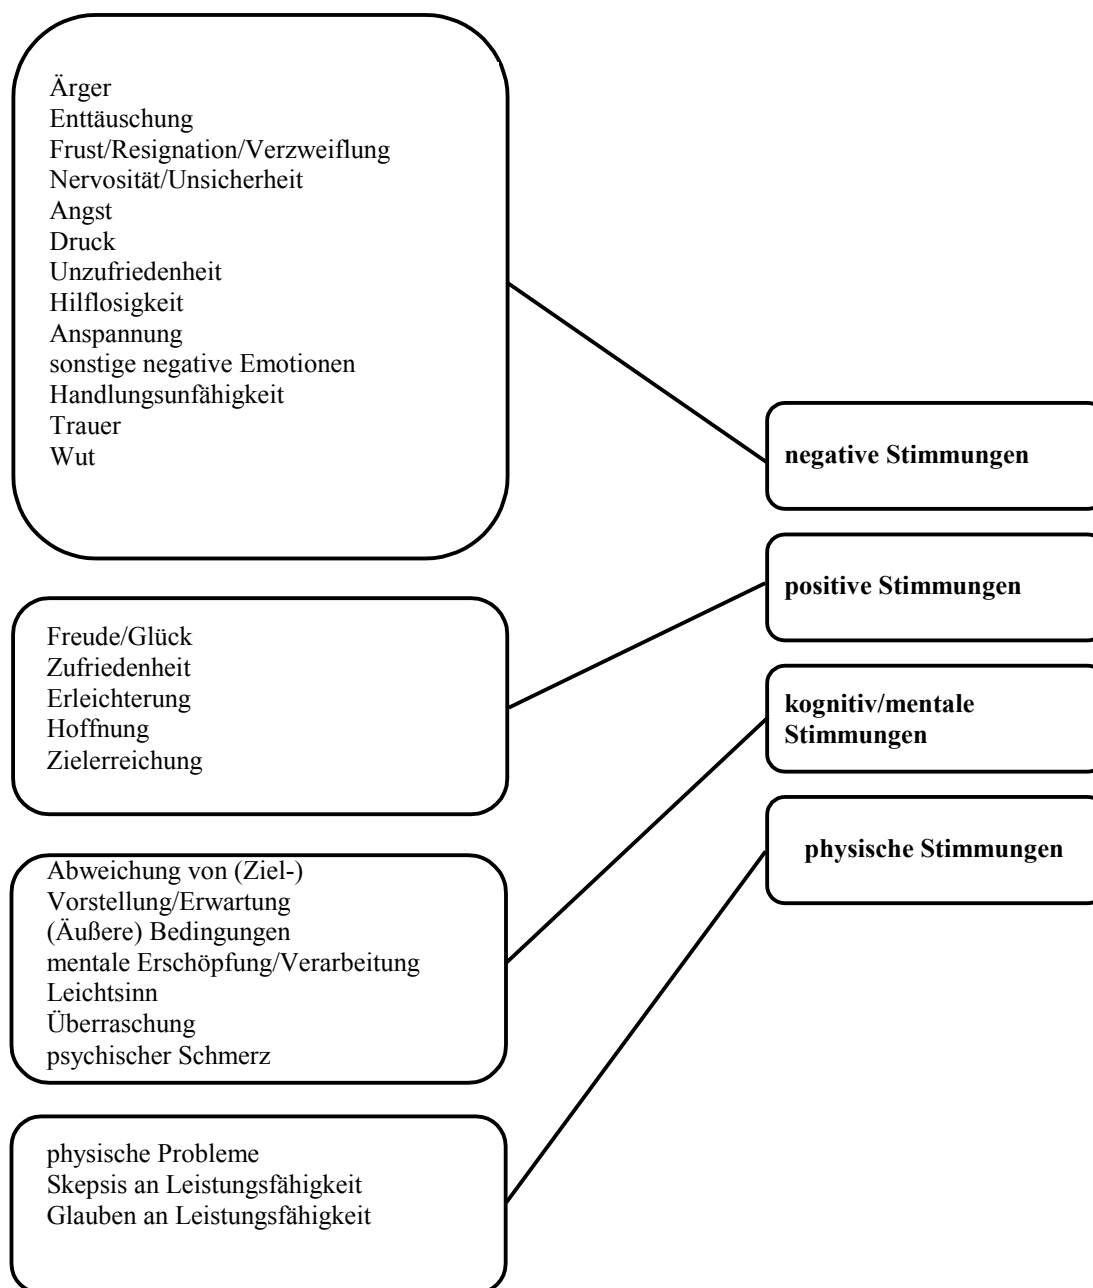 Ärger
Enttäuschung
Frust/Resignation/Verzweiflung
Nervosität/Unsicherheit
Angst
Druck
Unzufriedenheit
Hilflosigkeit
Anspannung
sonstige negative Emotionen
Handlungsunfähigkeit
Trauer
Wut
negative Stimmungen
positive Stimmungen
Freude/Glück
Zufriedenheit
Erleichterung
Hoffnung
Zielerreichung
kognitiv/mentale
Stimmungen
physische Stimmungen
Abweichung von (Ziel-)
Vorstellung/Erwartung
(Äußere) Bedingungen
mentale Erschöpfung/Verarbeitung
Leichtsinn
Überraschung
psychischer Schmerz
physische Probleme
Skepsis an Leistungsfähigkeit
Glauben an Leistungsfähigkeit